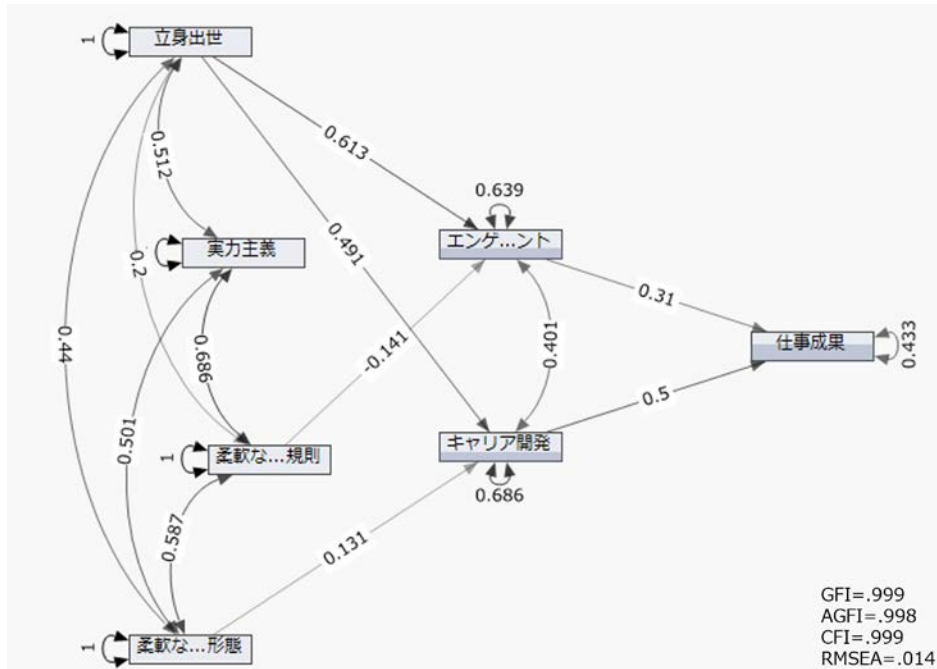 1
立身出世
0.613
0.512
0.639
実力主義
エンゲ...ント
0.491
0.2
0.31
0.44
0.686
-0.141
0.401
仕事成果
0.433
0.5
0.501
1
柔軟な...規則
キャリア開発
0.686
0.587
0.131
1
柔軟な...形態
GFI=.999
AGFI=.998
CFI=.999
RMSEA=.014